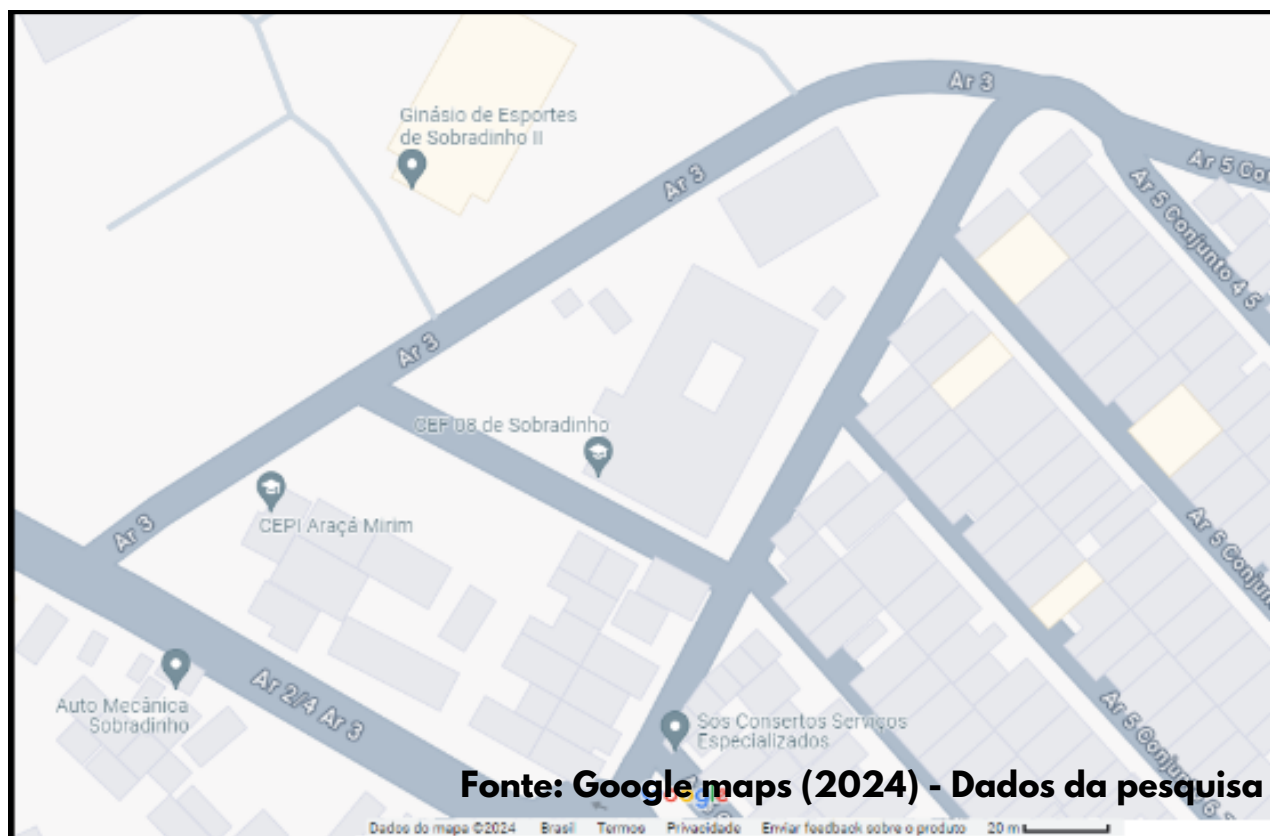 Ar 3
Ginásio de Esportes
de Sobradinho II
Ar 3
Ar 5
Ar 5 Conjunto 4 5
Ar 3
CEF 08 de Sobradinho
CEPI Araçá Mirim
Ar 3
Ar 5
Auto Mecânica
Sobradinho
Ar 2/4 Ar 3
Sos Consertos Serviços
Especializados
Ar 5
Fonte: Google maps (2024) - Dados da pesquisa
Google
Dados do mapa ©2024 Brasil Termos Privacidade Enviar feedback sobre o produto 20 m